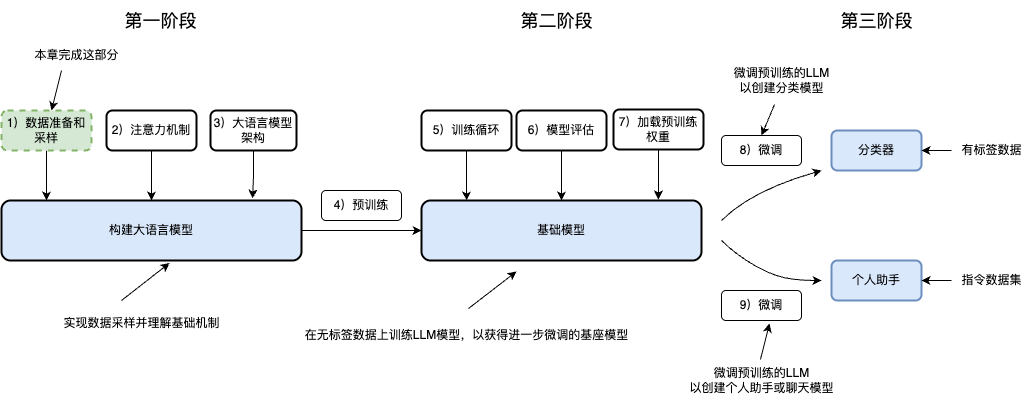 第一阶段
第二阶段
第三阶段
本章完成这部分
1）数据准备和
采样
2）注意力机制
3）大语言模型
架构
构建大语言模型
实现数据采样并理解基础机制
4）预训练
5）训练循环
6）模型评估
7）加载预训练
权重
基础模型
在无标签数据上训练LLM模型，以获得进一步微调的基座模型
微调预训练的LLM
以创建分类模型
8）微调
分类器
有标签数据
个人助手
指令数据集
9）微调
微调预训练的LLM
以创建个人助手或聊天模型